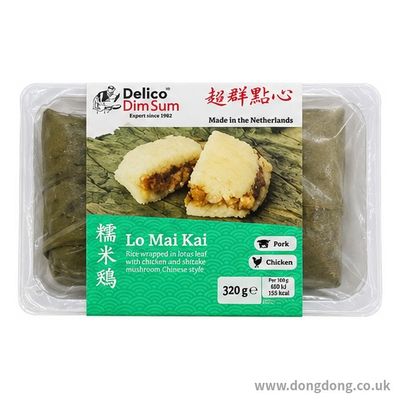 Delico®
DimSum
Expert since 1982
超群點心
Made in the Netherlands
糯米鷄
Lo Mai Kai
Rice wrapped in lotus leaf
with chicken and shitake
mushroom, Chinese style
Pork
Chicken
320g℮
Per 100g
650 kJ
155 kcal
www.dongdong.co.uk